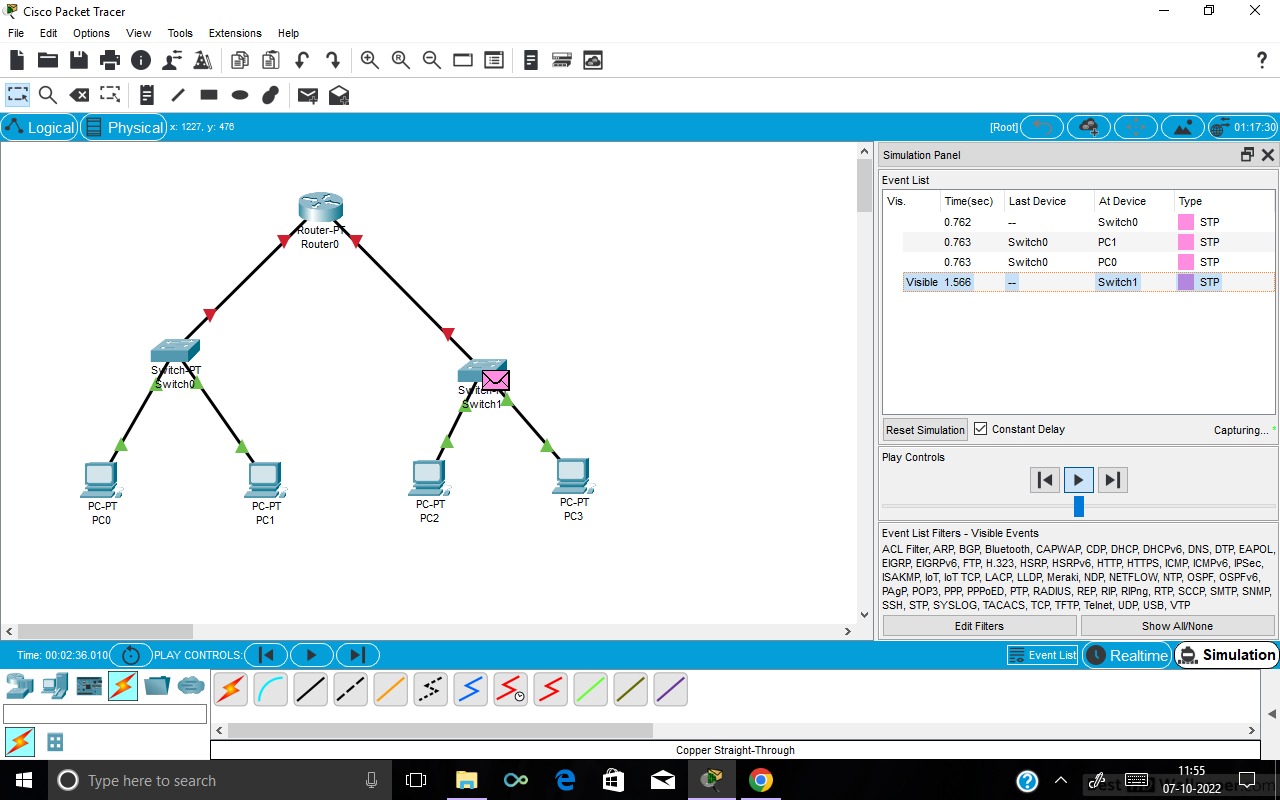 Cisco Packet Tracer
File Edit Options View Tools Extensions Help
Logical Physical x: 1227, y: 476 [Root] 01:17:30
Router-PT
Router0
Switch-PT
Switch0
Switch1
PC-PT
PC0
PC-PT
PC1
PC-PT
PC2
PC-PT
PC3
Simulation Panel
Event List
Vis. Time(sec) Last Device At Device Type
0.762 -- Switch0 STP
0.763 Switch0 PC1 STP
0.763 Switch0 PC0 STP
Visible 1.566 -- Switch1 STP
Reset Simulation Constant Delay Capturing... *
Play Controls
Event List Filters - Visible Events
ACL Filter, ARP, BGP, Bluetooth, CAPWAP, CDP, DHCP, DHCPv6, DNS, DTP, EAPOL,
EIGRP, EIGRPv6, FTP, H.323, HSRP, HSRPv6, HTTP, HTTPS, ICMP, ICMPv6, IPSec,
ISAKMP, IoT, IoT TCP, LACP, LLDP, Meraki, NDP, NETFLOW, NTP, OSPF, OSPFv6,
PAgP, POP3, PPP, PPPoED, PTP, RADIUS, REP, RIP, RIPng, RTP, SCCP, SMTP, SNMP,
SSH, STP, SYSLOG, TACACS, TCP, TFTP, Telnet, UDP, USB, VTP
Edit Filters Show All/None
Time: 00:02:36.010 PLAY CONTROLS: Event List Realtime Simulation
Copper Straight-Through
Type here to search
11:55
07-10-2022